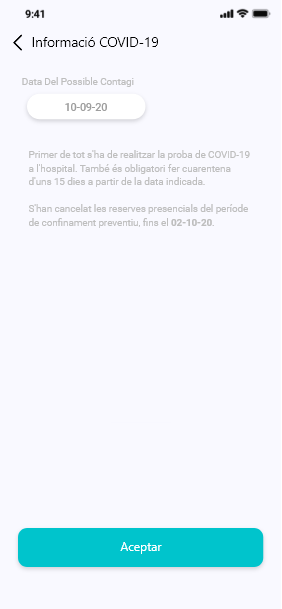 9:41
Informació COVID-19
Data Del Possible Contagi
10-09-20
Primer de tot s'ha de realitzar la proba de COVID-19
a l'hospital. També és obligatori fer cuarentena
d'uns 15 dies a partir de la data indicada.
S'han cancelat les reserves presencials del període
de confinament preventiu, fins el 02-10-20.
Aceptar